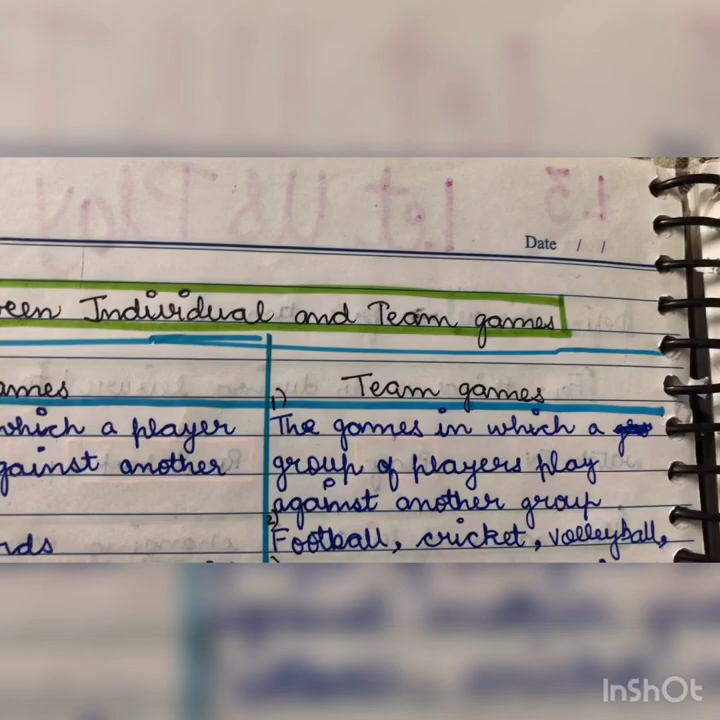 Date / /
een Individual and Team games
ames
1) Team games
which a player
The games in which a
gainst another
group of players play
against another group
rds
2) Football, cricket, volleyball,
InShOt